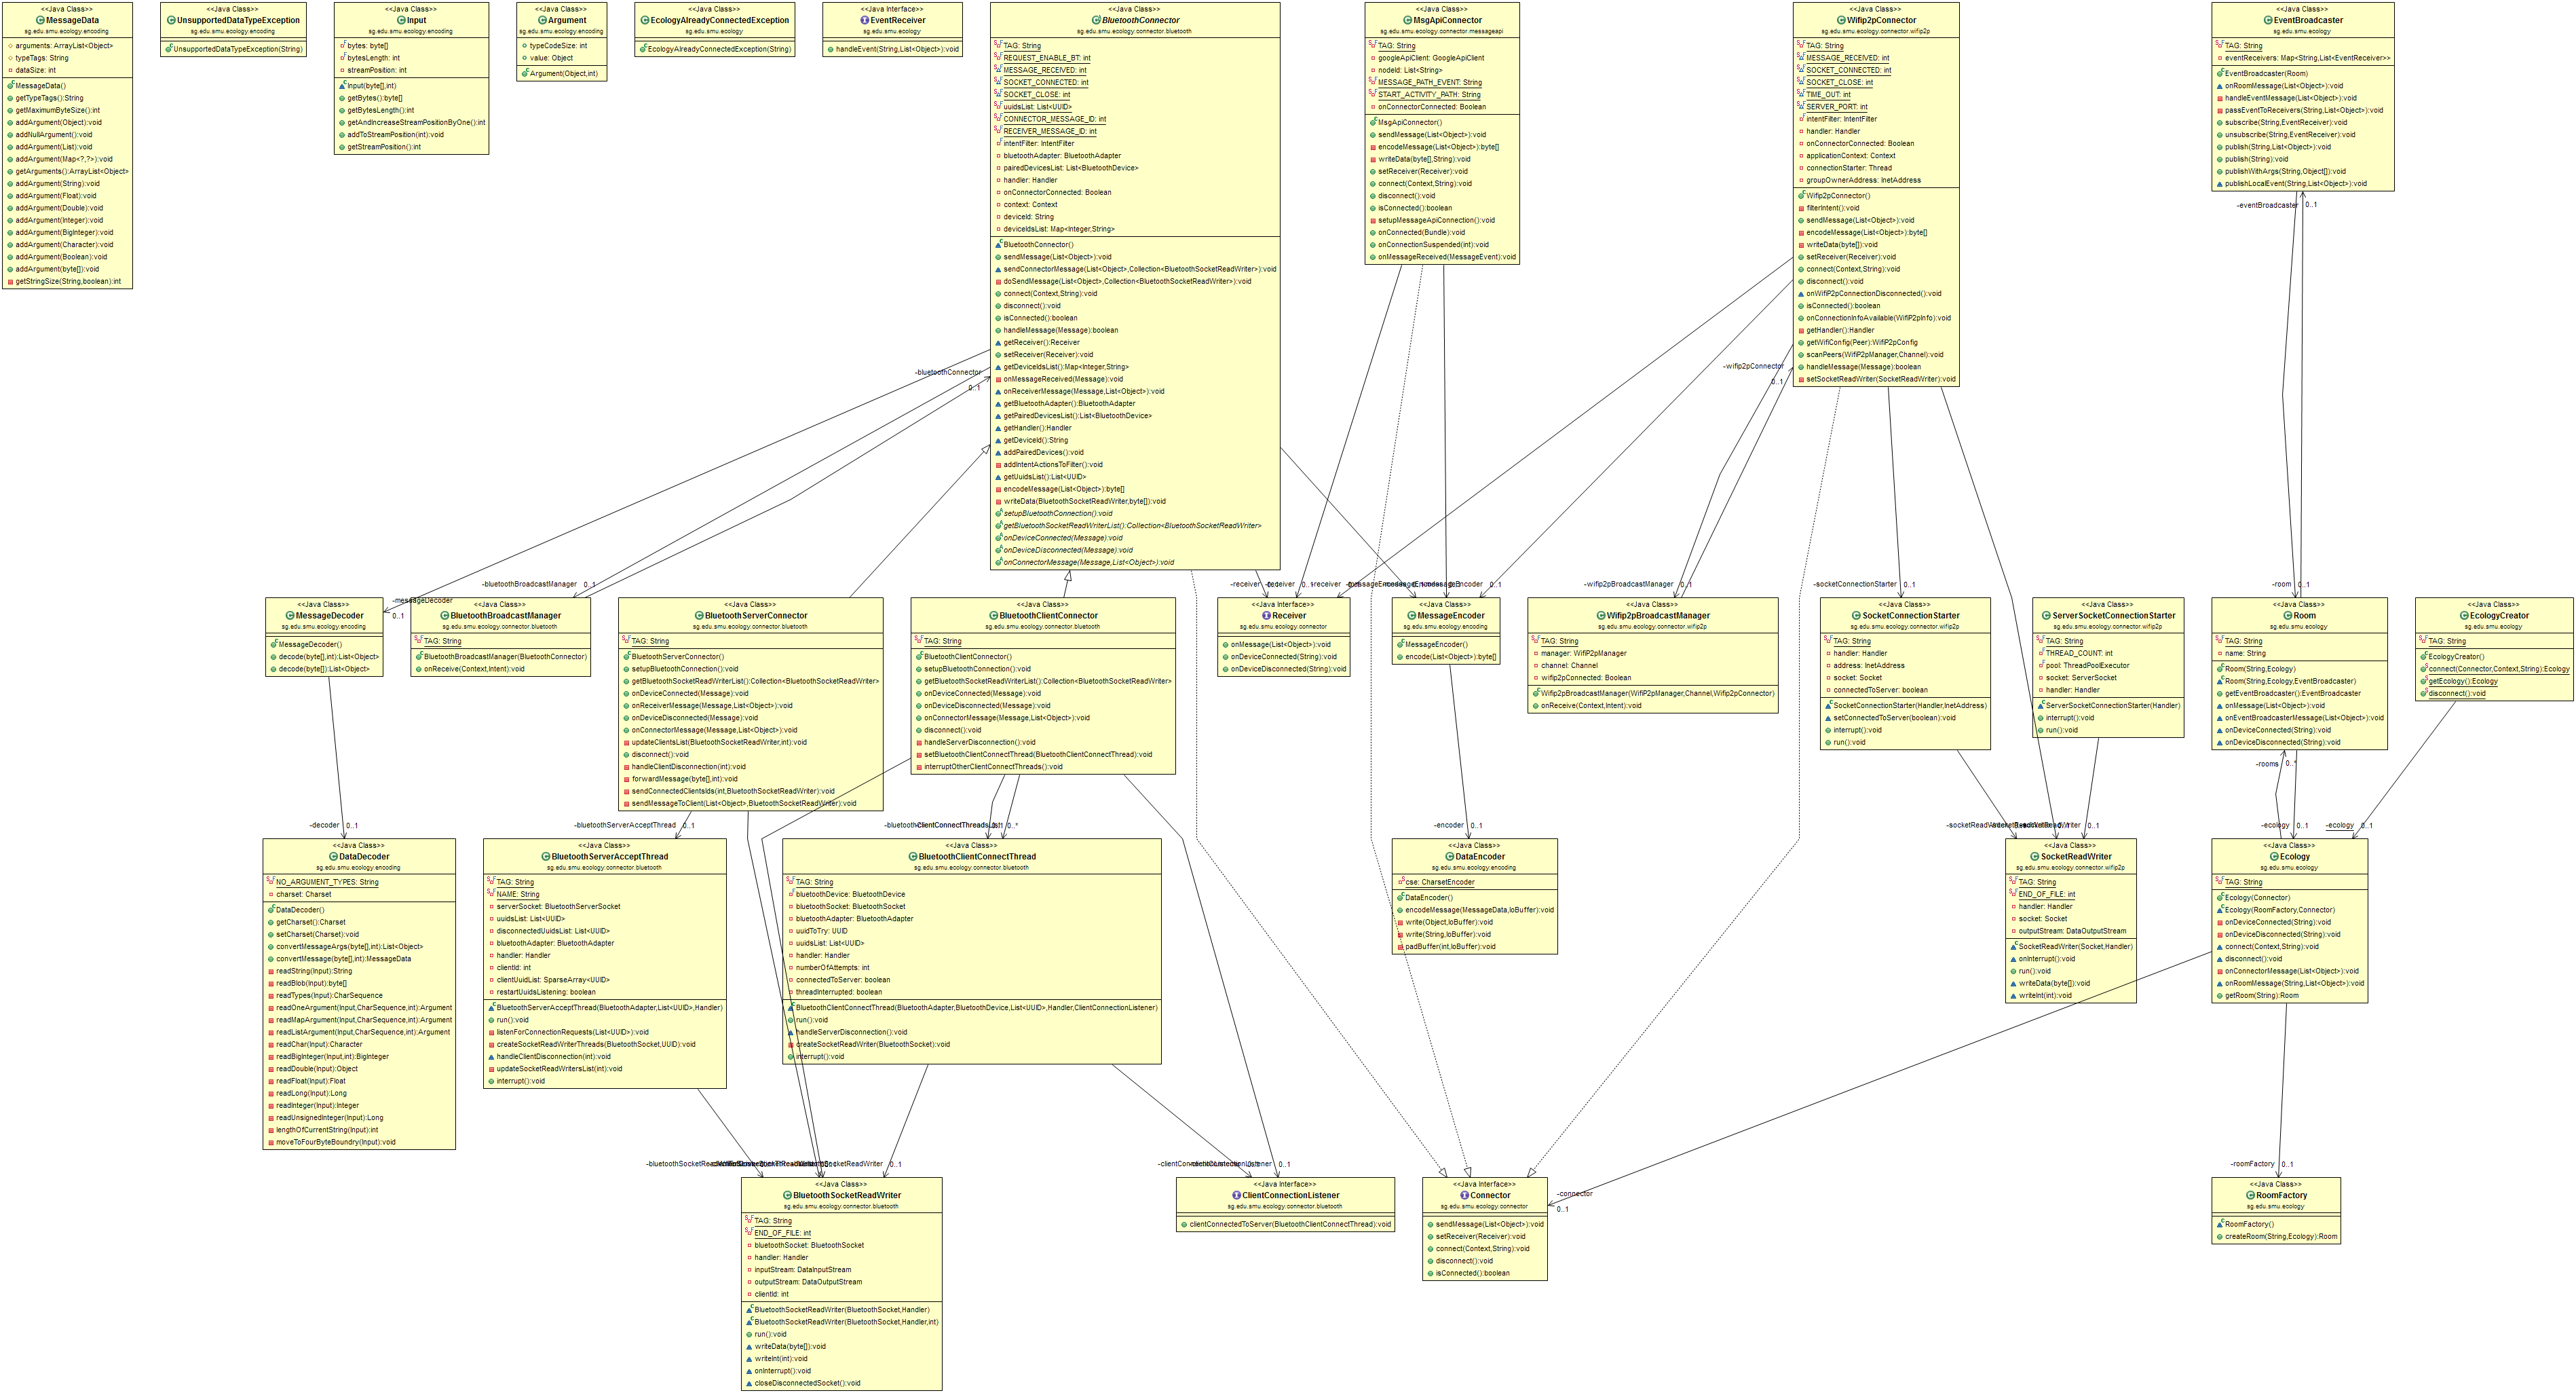 <<Java Class>>
MessageData
sg.edu.smu.ecology.encoding
arguments: ArrayList<Object>
typeTags: String
dataSize: int
MessageData()
getTypeTags():String
getMaximumByteSize():int
addArgument(Object):void
addNullArgument():void
addArgument(List):void
addArgument(Map<?,?>):void
getArguments():ArrayList<Object>
addArgument(String):void
addArgument(Float):void
addArgument(Double):void
addArgument(Integer):void
addArgument(BigInteger):void
addArgument(Character):void
addArgument(Boolean):void
addArgument(byte[]):void
getStringSize(String,boolean):int
<<Java Class>>
UnsupportedDataTypeException
sg.edu.smu.ecology.encoding
UnsupportedDataTypeException(String)
<<Java Class>>
Input
sg.edu.smu.ecology.encoding
bytes: byte[]
bytesLength: int
streamPosition: int
Input(byte[],int)
getBytes():byte[]
getBytesLength():int
getAndIncreaseStreamPositionByOne():int
addToStreamPosition(int):void
getStreamPosition():int
<<Java Class>>
Argument
sg.edu.smu.ecology.encoding
typeCodeSize: int
value: Object
Argument(Object,int)
<<Java Class>>
EcologyAlreadyConnectedException
sg.edu.smu.ecology
EcologyAlreadyConnectedException(String)
<<Java Interface>>
EventReceiver
sg.edu.smu.ecology
handleEvent(String,List<Object>):void
<<Java Class>>
BluetoothConnector
sg.edu.smu.ecology.connector.bluetooth
TAG: String
REQUEST_ENABLE_BT: int
MESSAGE_RECEIVED: int
SOCKET_CONNECTED: int
SOCKET_CLOSE: int
uuidsList: List<UUID>
CONNECTOR_MESSAGE_ID: int
RECEIVER_MESSAGE_ID: int
intentFilter: IntentFilter
bluetoothAdapter: BluetoothAdapter
pairedDevicesList: List<BluetoothDevice>
handler: Handler
onConnectorConnected: Boolean
context: Context
deviceId: String
deviceIdsList: Map<Integer,String>
BluetoothConnector()
sendMessage(List<Object>):void
sendConnectorMessage(List<Object>,Collection<BluetoothSocketReadWriter>):void
doSendMessage(List<Object>,Collection<BluetoothSocketReadWriter>):void
connect(Context,String):void
disconnect():void
isConnected():boolean
handleMessage(Message):boolean
getReceiver():Receiver
setReceiver(Receiver):void
getDeviceIdsList():Map<Integer,String>
onMessageReceived(Message):void
onReceiverMessage(Message,List<Object>):void
getBluetoothAdapter():BluetoothAdapter
getPairedDevicesList():List<BluetoothDevice>
getHandler():Handler
getDeviceId():String
addPairedDevices():void
addIntentActionsToFilter():void
getUuidsList():List<UUID>
encodeMessage(List<Object>):byte[]
writeData(BluetoothSocketReadWriter,byte[]):void
setupBluetoothConnection():void
getBluetoothSocketReadWriterList():Collection<BluetoothSocketReadWriter>
onDeviceConnected(Message):void
onDeviceDisconnected(Message):void
onConnectorMessage(Message,List<Object>):void
<<Java Class>>
MsgApiConnector
sg.edu.smu.ecology.connector.messageapi
TAG: String
googleApiClient: GoogleApiClient
nodeId: List<String>
MESSAGE_PATH_EVENT: String
START_ACTIVITY_PATH: String
onConnectorConnected: Boolean
MsgApiConnector()
sendMessage(List<Object>):void
encodeMessage(List<Object>):byte[]
writeData(byte[],String):void
setReceiver(Receiver):void
connect(Context,String):void
disconnect():void
isConnected():boolean
setupMessageApiConnection():void
onConnected(Bundle):void
onConnectionSuspended(int):void
onMessageReceived(MessageEvent):void
<<Java Class>>
Wifip2pConnector
sg.edu.smu.ecology.connector.wifip2p
TAG: String
MESSAGE_RECEIVED: int
SOCKET_CONNECTED: int
SOCKET_CLOSE: int
TIME_OUT: int
SERVER_PORT: int
intentFilter: IntentFilter
handler: Handler
onConnectorConnected: Boolean
applicationContext: Context
connectionStarter: Thread
groupOwnerAddress: InetAddress
Wifip2pConnector()
filterIntent():void
sendMessage(List<Object>):void
encodeMessage(List<Object>):byte[]
writeData(byte[]):void
setReceiver(Receiver):void
connect(Context,String):void
disconnect():void
onWifiP2pConnectionDisconnected():void
isConnected():boolean
onConnectionInfoAvailable(WifiP2pInfo):void
getHandler():Handler
getWifiConfig(Peer):WifiP2pConfig
scanPeers(WifiP2pManager,Channel):void
handleMessage(Message):boolean
setSocketReadWriter(SocketReadWriter):void
<<Java Class>>
EventBroadcaster
sg.edu.smu.ecology
TAG: String
eventReceivers: Map<String,List<EventReceiver>>
EventBroadcaster(Room)
onRoomMessage(List<Object>):void
handleEventMessage(List<Object>):void
passEventToReceivers(String,List<Object>):void
subscribe(String,EventReceiver):void
unsubscribe(String,EventReceiver):void
publish(String,List<Object>):void
publish(String):void
publishWithArgs(String,Object[]):void
publishLocalEvent(String,List<Object>):void
-eventBroadcaster 0..1
-bluetoothConnector
0..1
-wifip2pConnector
0..1
-bluetoothBroadcastManager 0..1
-messageDecoder
0..1
-receiver
-receiver
-receiver
-wifip2pBroadcastManager 0..1
-socketConnectionStarter 0..1
-room 0..1
<<Java Class>>
MessageDecoder
sg.edu.smu.ecology.encoding
MessageDecoder()
decode(byte[],int):List<Object>
decode(byte[]):List<Object>
<<Java Class>>
BluetoothBroadcastManager
sg.edu.smu.ecology.connector.bluetooth
TAG: String
BluetoothBroadcastManager(BluetoothConnector)
onReceive(Context,Intent):void
<<Java Class>>
BluetoothServerConnector
sg.edu.smu.ecology.connector.bluetooth
TAG: String
BluetoothServerConnector()
setupBluetoothConnection():void
getBluetoothSocketReadWriterList():Collection<BluetoothSocketReadWriter>
onDeviceConnected(Message):void
onReceiverMessage(Message,List<Object>):void
onDeviceDisconnected(Message):void
onConnectorMessage(Message,List<Object>):void
updateClientsList(BluetoothSocketReadWriter,int):void
disconnect():void
handleClientDisconnection(int):void
forwardMessage(byte[],int):void
sendConnectedClientsIds(int,BluetoothSocketReadWriter):void
sendMessageToClient(List<Object>,BluetoothSocketReadWriter):void
<<Java Class>>
BluetoothClientConnector
sg.edu.smu.ecology.connector.bluetooth
TAG: String
BluetoothClientConnector()
setupBluetoothConnection():void
getBluetoothSocketReadWriterList():Collection<BluetoothSocketReadWriter>
onDeviceConnected(Message):void
onDeviceDisconnected(Message):void
onConnectorMessage(Message,List<Object>):void
disconnect():void
handleServerDisconnection():void
setBluetoothClientConnectThread(BluetoothClientConnectThread):void
interruptOtherClientConnectThreads():void
<<Java Interface>>
Receiver
sg.edu.smu.ecology.connector
onMessage(List<Object>):void
onDeviceConnected(String):void
onDeviceDisconnected(String):void
<<Java Class>>
MessageEncoder
sg.edu.smu.ecology.encoding
MessageEncoder()
encode(List<Object>):byte[]
<<Java Class>>
Wifip2pBroadcastManager
sg.edu.smu.ecology.connector.wifip2p
TAG: String
manager: WifiP2pManager
channel: Channel
wifip2pConnected: Boolean
Wifip2pBroadcastManager(WifiP2pManager,Channel,Wifip2pConnector)
onReceive(Context,Intent):void
<<Java Class>>
SocketConnectionStarter
sg.edu.smu.ecology.connector.wifip2p
TAG: String
handler: Handler
address: InetAddress
socket: Socket
connectedToServer: boolean
SocketConnectionStarter(Handler,InetAddress)
setConnectedToServer(boolean):void
interrupt():void
run():void
<<Java Class>>
ServerSocketConnectionStarter
sg.edu.smu.ecology.connector.wifip2p
TAG: String
THREAD_COUNT: int
pool: ThreadPoolExecutor
socket: ServerSocket
handler: Handler
ServerSocketConnectionStarter(Handler)
interrupt():void
run():void
<<Java Class>>
Room
sg.edu.smu.ecology
TAG: String
name: String
Room(String,Ecology)
Room(String,Ecology,EventBroadcaster)
getEventBroadcaster():EventBroadcaster
onMessage(List<Object>):void
onEventBroadcasterMessage(List<Object>):void
onDeviceConnected(String):void
onDeviceDisconnected(String):void
<<Java Class>>
EcologyCreator
sg.edu.smu.ecology
TAG: String
EcologyCreator()
connect(Connector,Context,String):Ecology
getEcology():Ecology
disconnect():void
-rooms 0..*
-decoder 0..1
-bluetoothServerAcceptThread 0..1
0..*
-encoder 0..1
-ecology 0..1
-ecology 0..1
<<Java Class>>
DataDecoder
sg.edu.smu.ecology.encoding
NO_ARGUMENT_TYPES: String
charset: Charset
DataDecoder()
getCharset():Charset
setCharset(Charset):void
convertMessageArgs(byte[],int):List<Object>
convertMessage(byte[],int):MessageData
readString(Input):String
readBlob(Input):byte[]
readTypes(Input):CharSequence
readOneArgument(Input,CharSequence,int):Argument
readMapArgument(Input,CharSequence,int):Argument
readListArgument(Input,CharSequence,int):Argument
readChar(Input):Character
readBigInteger(Input,int):BigInteger
readDouble(Input):Object
readFloat(Input):Float
readLong(Input):Long
readInteger(Input):Integer
readUnsignedInteger(Input):Long
lengthOfCurrentString(Input):int
moveToFourByteBoundry(Input):void
<<Java Class>>
BluetoothServerAcceptThread
sg.edu.smu.ecology.connector.bluetooth
TAG: String
NAME: String
serverSocket: BluetoothServerSocket
uuidsList: List<UUID>
disconnectedUuidsList: List<UUID>
bluetoothAdapter: BluetoothAdapter
handler: Handler
clientId: int
clientUuidList: SparseArray<UUID>
restartUuidsListening: boolean
BluetoothServerAcceptThread(BluetoothAdapter,List<UUID>,Handler)
run():void
listenForConnectionRequests(List<UUID>):void
createSocketReadWriterThreads(BluetoothSocket,UUID):void
handleClientDisconnection(int):void
updateSocketReadWritersList(int):void
interrupt():void
<<Java Class>>
BluetoothClientConnectThread
sg.edu.smu.ecology.connector.bluetooth
TAG: String
bluetoothDevice: BluetoothDevice
bluetoothSocket: BluetoothSocket
bluetoothAdapter: BluetoothAdapter
uuidToTry: UUID
uuidsList: List<UUID>
handler: Handler
numberOfAttempts: int
connectedToServer: boolean
threadInterrupted: boolean
BluetoothClientConnectThread(BluetoothAdapter,BluetoothDevice,List<UUID>,Handler,ClientConnectionListener)
run():void
handleServerDisconnection():void
createSocketReadWriter(BluetoothSocket):void
interrupt():void
<<Java Class>>
DataEncoder
sg.edu.smu.ecology.encoding
cse: CharsetEncoder
DataEncoder()
encodeMessage(MessageData,IoBuffer):void
write(Object,IoBuffer):void
write(String,IoBuffer):void
padBuffer(int,IoBuffer):void
<<Java Class>>
SocketReadWriter
sg.edu.smu.ecology.connector.wifip2p
TAG: String
END_OF_FILE: int
handler: Handler
socket: Socket
outputStream: DataOutputStream
SocketReadWriter(Socket,Handler)
onInterrupt():void
run():void
writeData(byte[]):void
writeInt(int):void
<<Java Class>>
Ecology
sg.edu.smu.ecology
TAG: String
Ecology(Connector)
Ecology(RoomFactory,Connector)
onDeviceConnected(String):void
onDeviceDisconnected(String):void
connect(Context,String):void
disconnect():void
onConnectorMessage(List<Object>):void
onRoomMessage(String,List<Object>):void
getRoom(String):Room
0..1
0..1
-roomFactory 0..1
-connector
0..1
<<Java Class>>
BluetoothSocketReadWriter
sg.edu.smu.ecology.connector.bluetooth
TAG: String
END_OF_FILE: int
bluetoothSocket: BluetoothSocket
handler: Handler
inputStream: DataInputStream
outputStream: DataOutputStream
clientId: int
BluetoothSocketReadWriter(BluetoothSocket,Handler)
BluetoothSocketReadWriter(BluetoothSocket,Handler,int)
run():void
writeData(byte[]):void
writeInt(int):void
onInterrupt():void
closeDisconnectedSocket():void
<<Java Interface>>
ClientConnectionListener
sg.edu.smu.ecology.connector.bluetooth
clientConnectedToServer(BluetoothClientConnectThread):void
<<Java Interface>>
Connector
sg.edu.smu.ecology.connector
sendMessage(List<Object>):void
setReceiver(Receiver):void
connect(Context,String):void
disconnect():void
isConnected():boolean
<<Java Class>>
RoomFactory
sg.edu.smu.ecology
RoomFactory()
createRoom(String,Ecology):Room